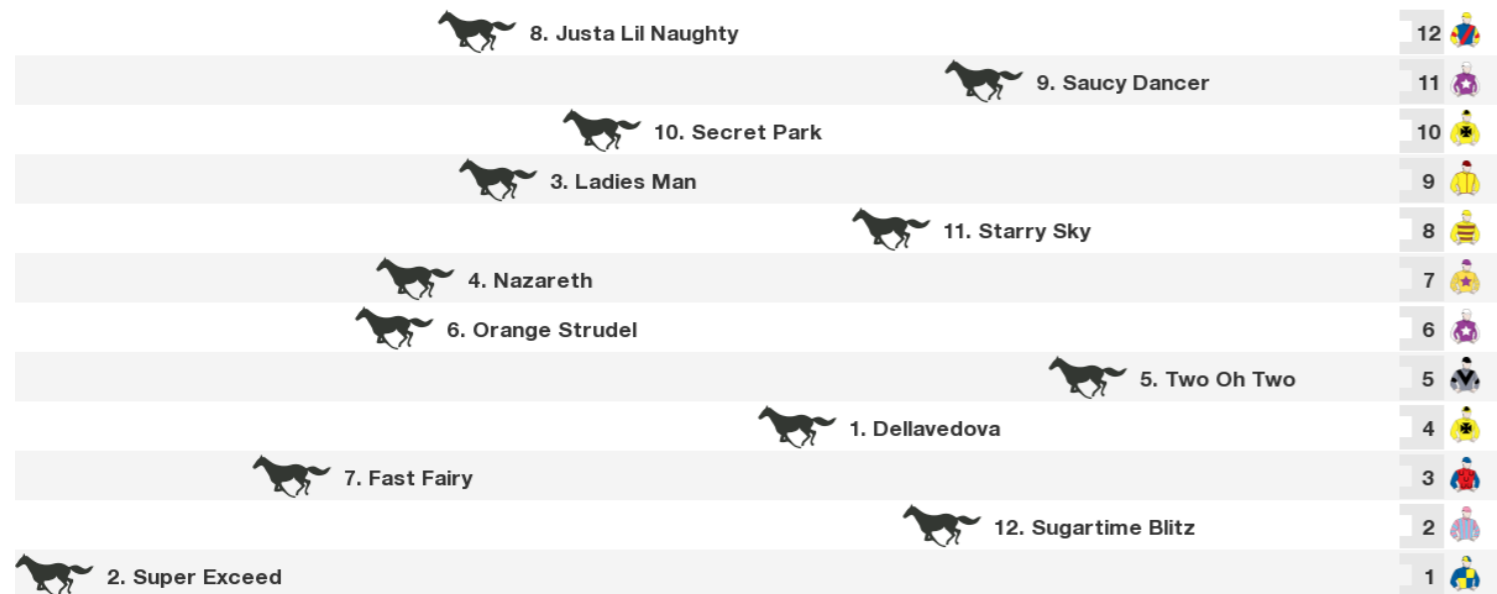 8. Justa Lil Naughty 12
9. Saucy Dancer 11
10. Secret Park 10
3. Ladies Man 9
11. Starry Sky 8
4. Nazareth 7
6. Orange Strudel 6
5. Two Oh Two 5
1. Dellavedova 4
7. Fast Fairy 3
12. Sugartime Blitz 2
2. Super Exceed 1